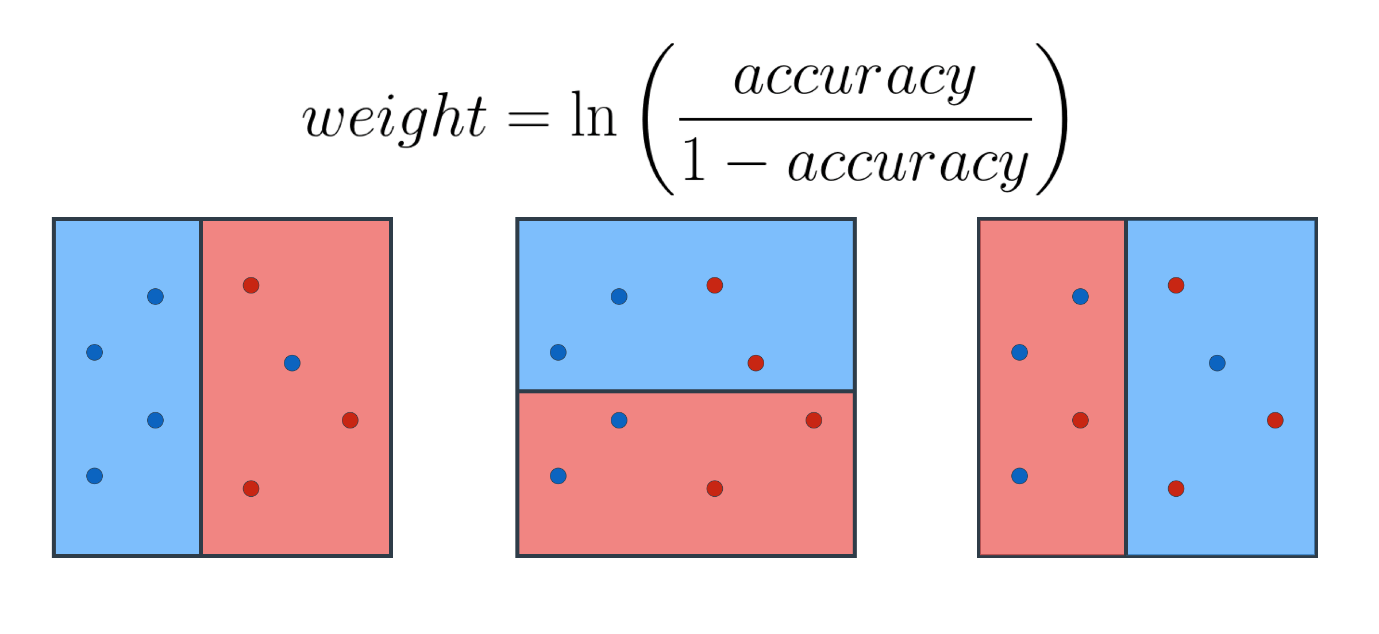 weight = ln ( accuracy / 1 − accuracy )